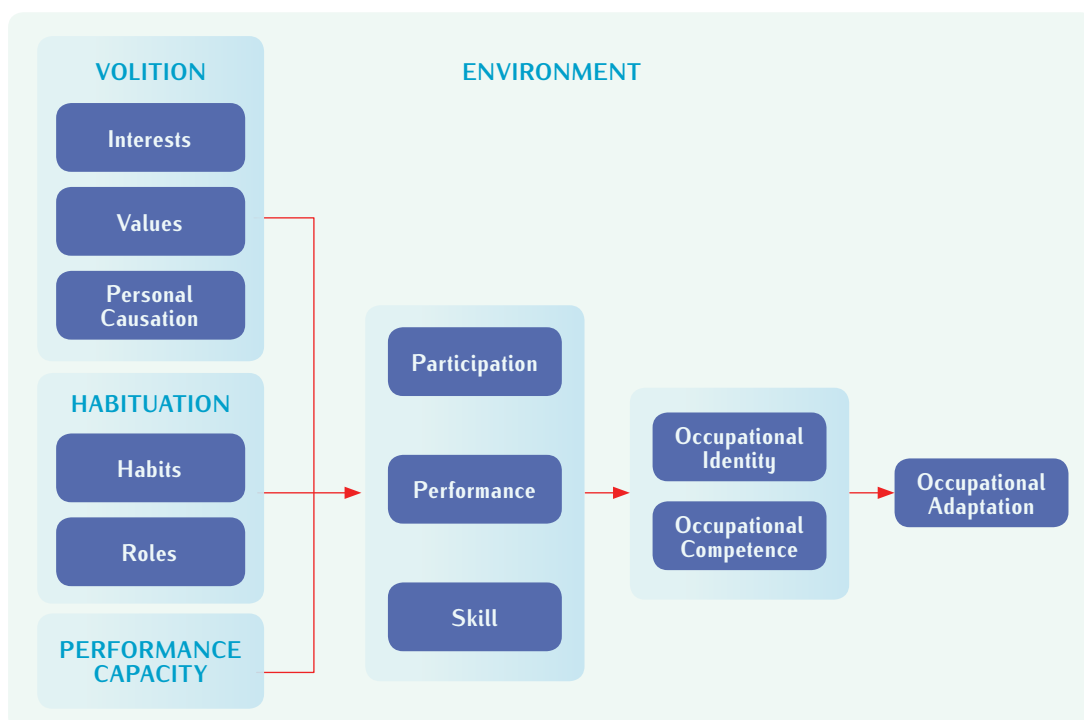 VOLITION
Interests
Values
Personal
Causation
HABITUATION
Habits
Roles
PERFORMANCE
CAPACITY
ENVIRONMENT
Participation
Performance
Skill
Occupational
Identity
Occupational
Competence
Occupational
Adaptation